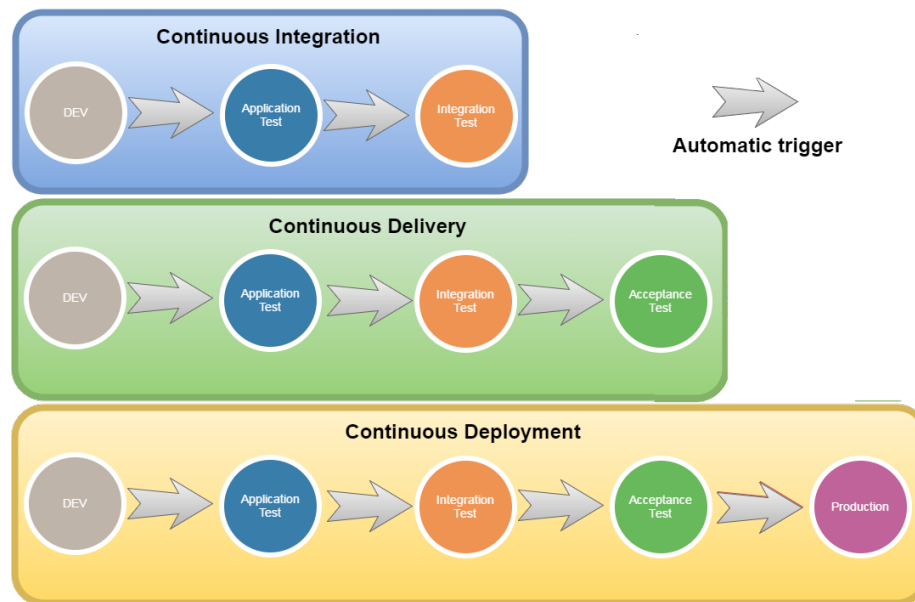 Continuous Integration
DEV
Application
Test
Integration
Test
Automatic trigger
Continuous Delivery
DEV
Application
Test
Integration
Test
Acceptance
Test
Continuous Deployment
DEV
Application
Test
Integration
Test
Acceptance
Test
Production